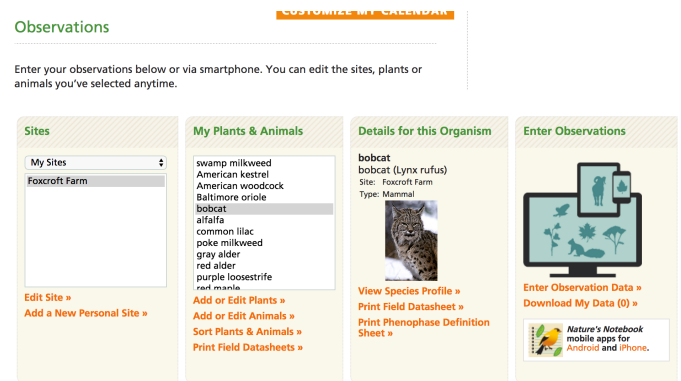 CUSTOMIZE MY CALENDAR
Observations
Enter your observations below or via smartphone. You can edit the sites, plants or
animals you've selected anytime.
Sites
My Sites
Foxcroft Farm
Edit Site »
Add a New Personal Site »
My Plants & Animals
swamp milkweed
American kestrel
American woodcock
Baltimore oriole
bobcat
alfalfa
common lilac
poke milkweed
gray alder
red alder
purple loosestrife
red maple
Add or Edit Plants »
Add or Edit Animals »
Sort Plants & Animals »
Print Field Datasheets »
Details for this Organism
bobcat
bobcat (Lynx rufus)
Site: Foxcroft Farm
Type: Mammal
View Species Profile »
Print Field Datasheet »
Print Phenophase Definition
Sheet »
Enter Observations
Enter Observation Data »
Download My Data (0) »
Nature's Notebook
mobile apps for
Android and iPhone.